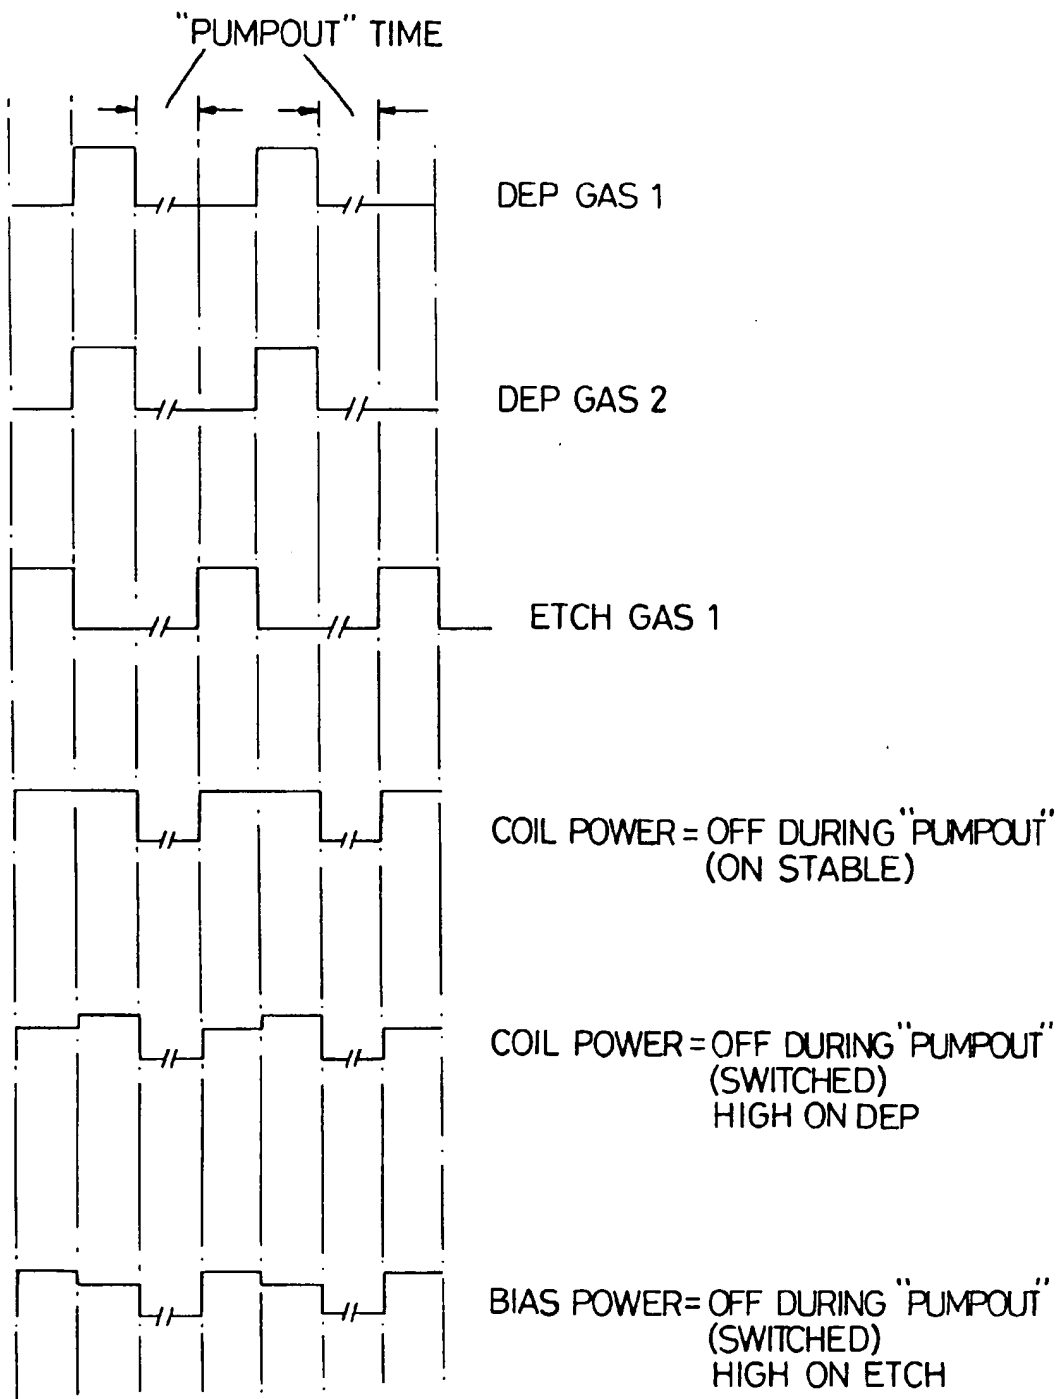 "PUMPOUT" TIME
DEP GAS 1
DEP GAS 2
ETCH GAS 1
COIL POWER = OFF DURING "PUMPOUT"
(ON STABLE)
COIL POWER = OFF DURING "PUMPOUT"
(SWITCHED)
HIGH ON DEP
BIAS POWER = OFF DURING "PUMPOUT"
(SWITCHED)
HIGH ON ETCH